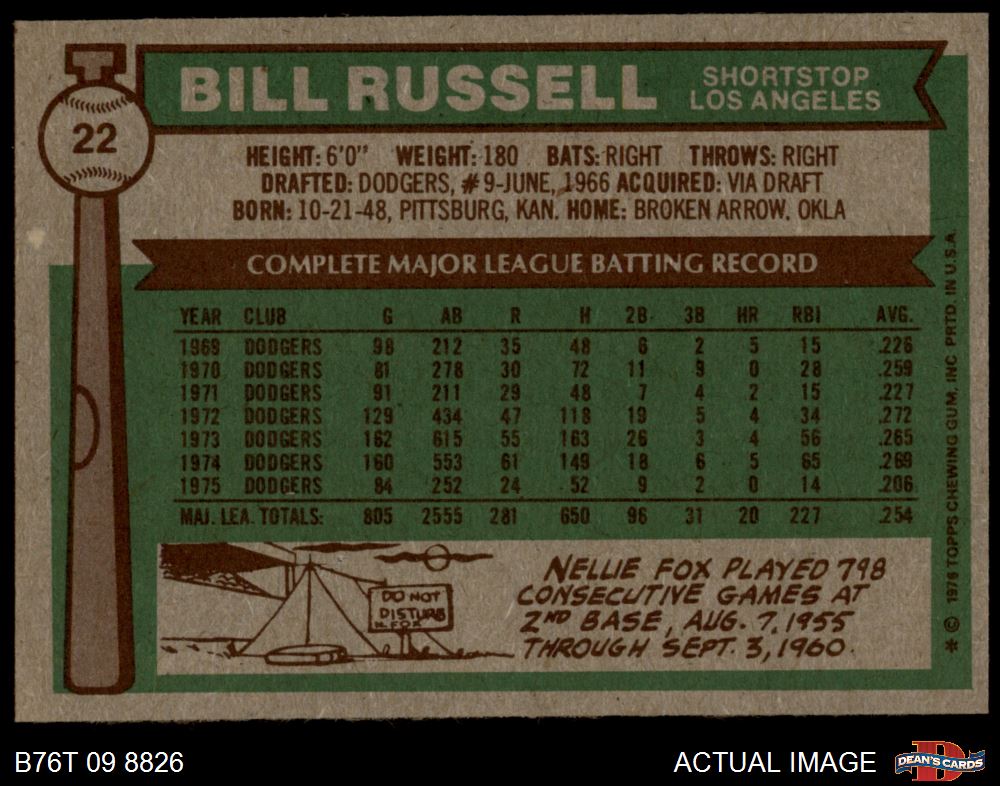 22
BILL RUSSELL
SHORTSTOP
LOS ANGELES
HEIGHT: 6'0" WEIGHT: 180 BATS: RIGHT THROWS: RIGHT
DRAFTED: DODGERS, #9-JUNE, 1966 ACQUIRED: VIA DRAFT
BORN: 10-21-48, PITTSBURG, KAN. HOME: BROKEN ARROW, OKLA
COMPLETE MAJOR LEAGUE BATTING RECORD
YEAR CLUB G AB R H 2B 3B HR RBI AVG.
1969 DODGERS 98 212 35 48 6 2 5 15 .226
1970 DODGERS 81 278 30 72 11 9 0 28 .259
1971 DODGERS 91 211 29 48 7 4 2 15 .227
1972 DODGERS 129 434 47 118 19 5 4 34 .272
1973 DODGERS 162 615 55 163 26 3 4 56 .265
1974 DODGERS 160 553 61 149 18 6 5 65 .269
1975 DODGERS 84 252 24 52 9 2 0 14 .206
MAJ. LEA. TOTALS: 805 2555 281 650 96 31 20 227 .254
DO NOT
DISTURB
N. FOX
NELLIE FOX PLAYED 798
CONSECUTIVE GAMES AT
2ND BASE, AUG. 7, 1955
THROUGH SEPT. 3, 1960.
* © 1976 TOPPS CHEWING GUM, INC PRTD. IN U.S.A.
B76T 09 8826
ACTUAL IMAGE
D
DEAN'S CARDS